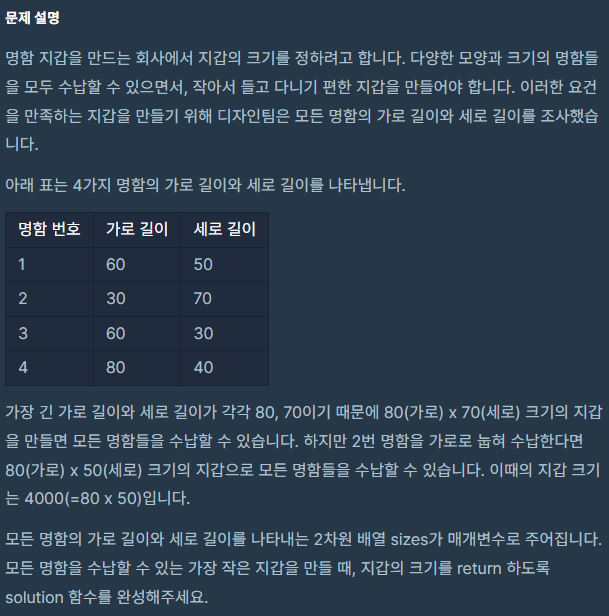 문제 설명
명함 지갑을 만드는 회사에서 지갑의 크기를 정하려고 합니다. 다양한 모양과 크기의 명함들
을 모두 수납할 수 있으면서, 작아서 들고 다니기 편한 지갑을 만들어야 합니다. 이러한 요건
을 만족하는 지갑을 만들기 위해 디자인팀은 모든 명함의 가로 길이와 세로 길이를 조사했습
니다.
아래 표는 4가지 명함의 가로 길이와 세로 길이를 나타냅니다.
명함 번호 가로 길이 세로 길이
1 60 50
2 30 70
3 60 30
4 80 40
가장 긴 가로 길이와 세로 길이가 각각 80, 70이기 때문에 80(가로) x 70(세로) 크기의 지갑
을 만들면 모든 명함들을 수납할 수 있습니다. 하지만 2번 명함을 가로로 눕혀 수납한다면
80(가로) x 50(세로) 크기의 지갑으로 모든 명함들을 수납할 수 있습니다. 이때의 지갑 크기
는 4000(=80 x 50)입니다.
모든 명함의 가로 길이와 세로 길이를 나타내는 2차원 배열 sizes가 매개변수로 주어집니다.
모든 명함을 수납할 수 있는 가장 작은 지갑을 만들 때, 지갑의 크기를 return 하도록
solution 함수를 완성해주세요.